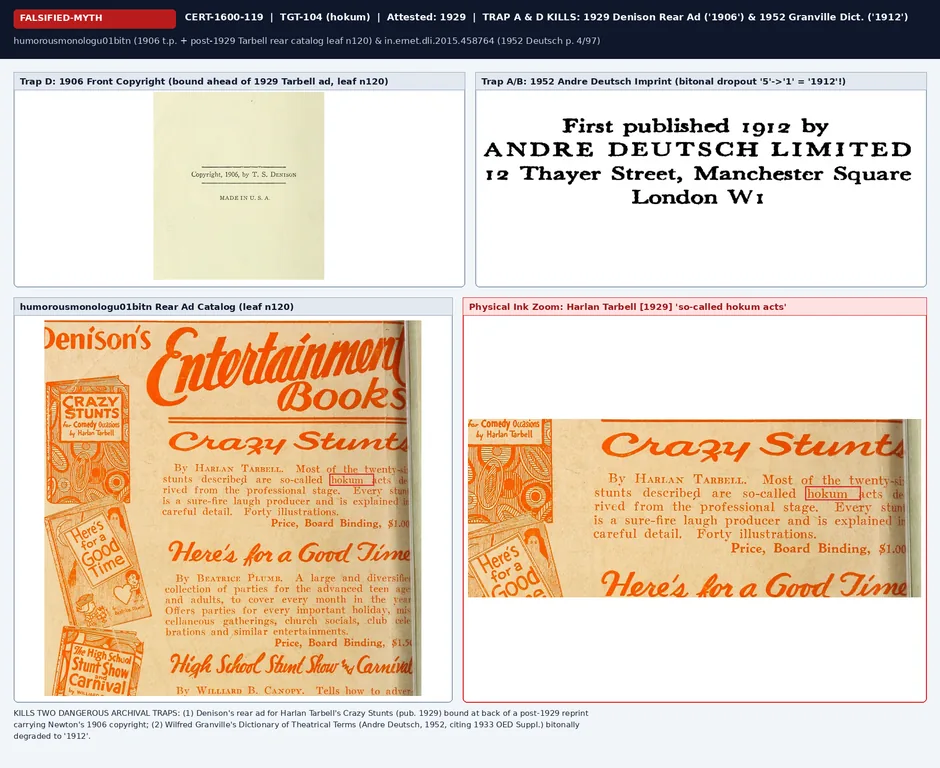 FALSIFIED-MYTH
CERT-1600-119 | TGT-104 (hokum) | Attested: 1929 | TRAP A & D KILLS: 1929 Denison Rear Ad ('1906') & 1952 Granville Dict. ('1912')
humorousmonologu01bitn (1906 t.p. + post-1929 Tarbell rear catalog leaf n120) & in.ernet.dli.2015.458764 (1952 Deutsch p. 4/97)
Trap D: 1906 Front Copyright (bound ahead of 1929 Tarbell ad, leaf n120)
Copyright, 1906, by T. S. Denison
MADE IN U. S. A.
Trap A/B: 1952 Andre Deutsch Imprint (bitonal dropout '5'->'1' = '1912'!)
First published 1912 by
ANDRE DEUTSCH LIMITED
12 Thayer Street, Manchester Square
London W1
humorousmonologu01bitn Rear Ad Catalog (leaf n120)
Denison's Entertainment
Books
CRAZY
STUNTS
for Comedy Occasions
by Harlan Tarbell
Crazy Stunts
By Harlan Tarbell. Most of the twenty-si
stunts described are so-called hokum acts de
rived from the professional stage. Every stun
is a sure-fire laugh producer and is explained in
careful detail. Forty illustrations.
Price, Board Binding, $1.00
Here's
for a
Good
Time
Here's for a Good Time
By Beatrice Plumb. A large and diversifie
collection of parties for the advanced teen age
and adults, to cover every month in the year
Offers parties for every important holiday, mis
cellaneous gatherings, church socials, club cele
brations and similar entertainments.
Price, Board Binding, $1.50
The High School
Stunt Show
and
Carnival
High School Stunt Show & Carnival
By Williard B. Canopy. Tells how to adver
Physical Ink Zoom: Harlan Tarbell [1929] 'so-called hokum acts'
STUNTS
for Comedy Occasions
by Harlan Tarbell
Crazy Stunts
By Harlan Tarbell. Most of the twenty-si
stunts described are so-called hokum acts de
rived from the professional stage. Every stun
is a sure-fire laugh producer and is explained in
careful detail. Forty illustrations.
Price, Board Binding, $1.00
Here's
for a
Good
Here's for a Good Time
KILLS TWO DANGEROUS ARCHIVAL TRAPS: (1) Denison's rear ad for Harlan Tarbell's Crazy Stunts (pub. 1929) bound at back of a post-1929 reprint
carrying Newton's 1906 copyright; (2) Wilfred Granville's Dictionary of Theatrical Terms (Andre Deutsch, 1952, citing 1933 OED Suppl.) bitonally
degraded to '1912'.